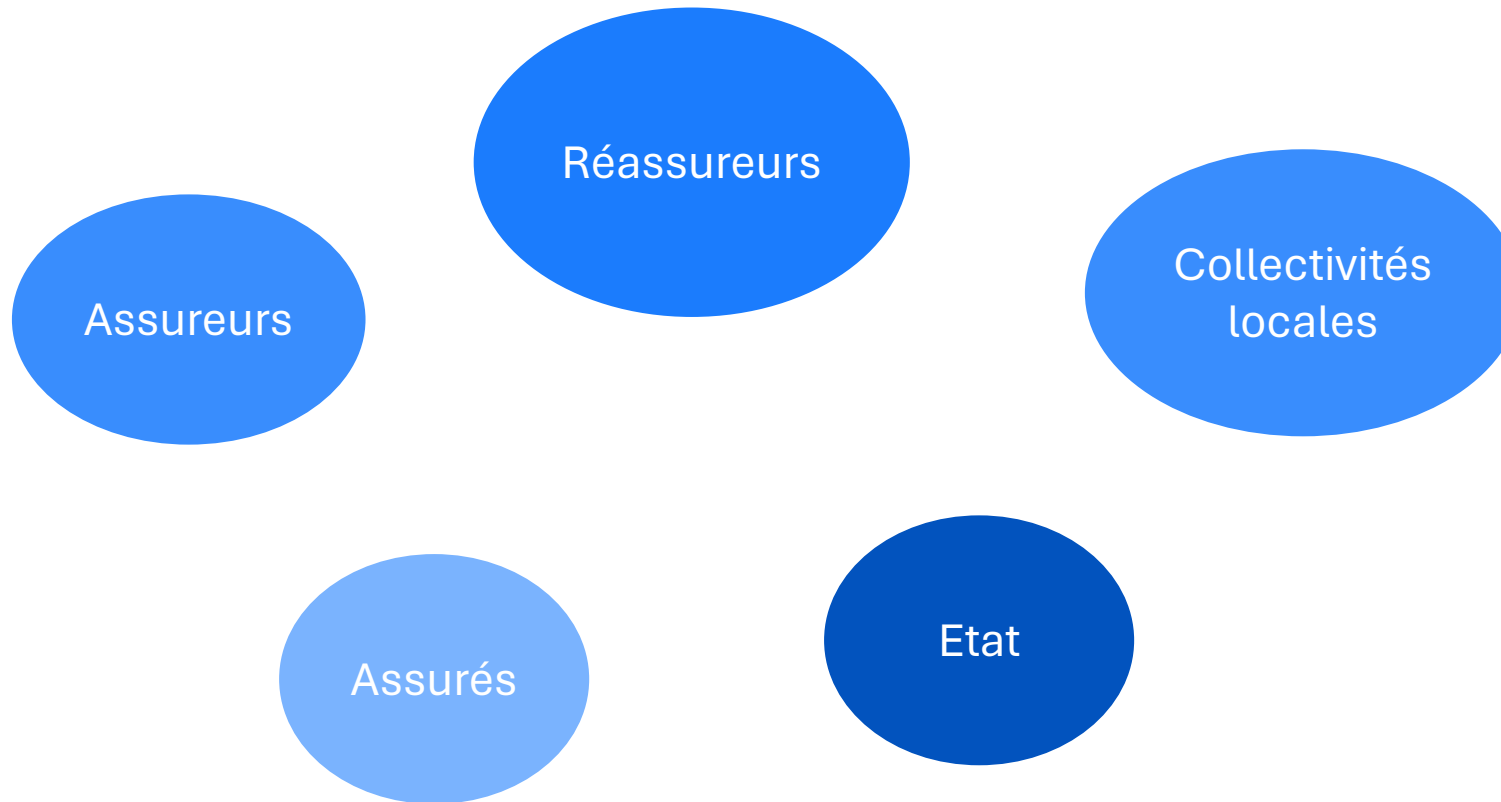 Réassureurs
Assureurs
Collectivités
locales
Assurés
Etat